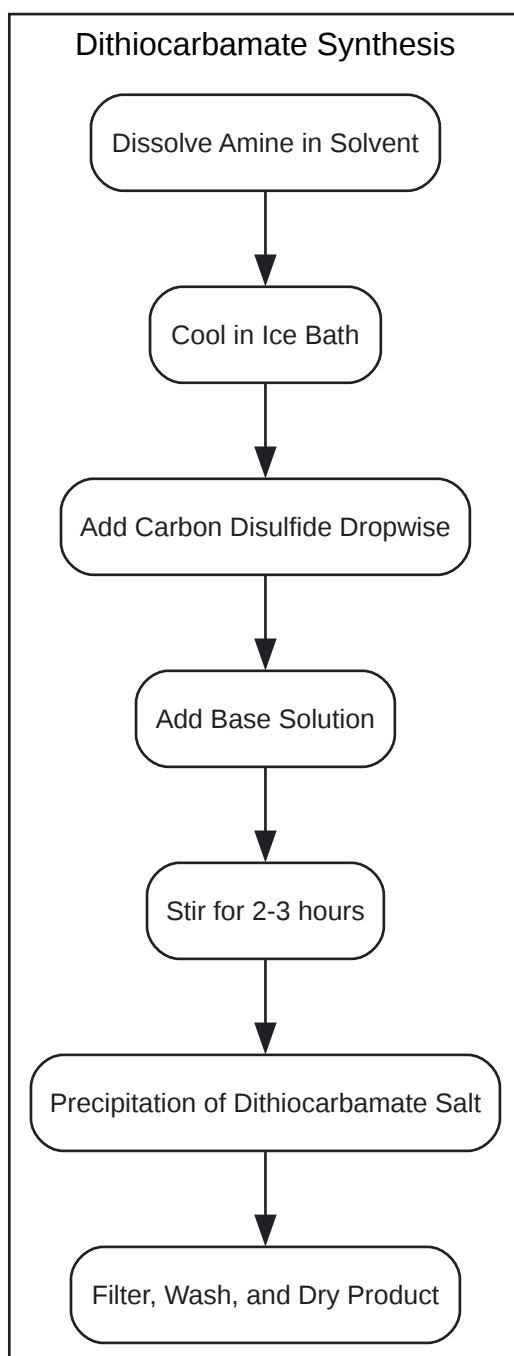 Dithiocarbamate Synthesis
Dissolve Amine in Solvent
Cool in Ice Bath
Add Carbon Disulfide Dropwise
Add Base Solution
Stir for 2-3 hours
Precipitation of Dithiocarbamate Salt
Filter, Wash, and Dry Product